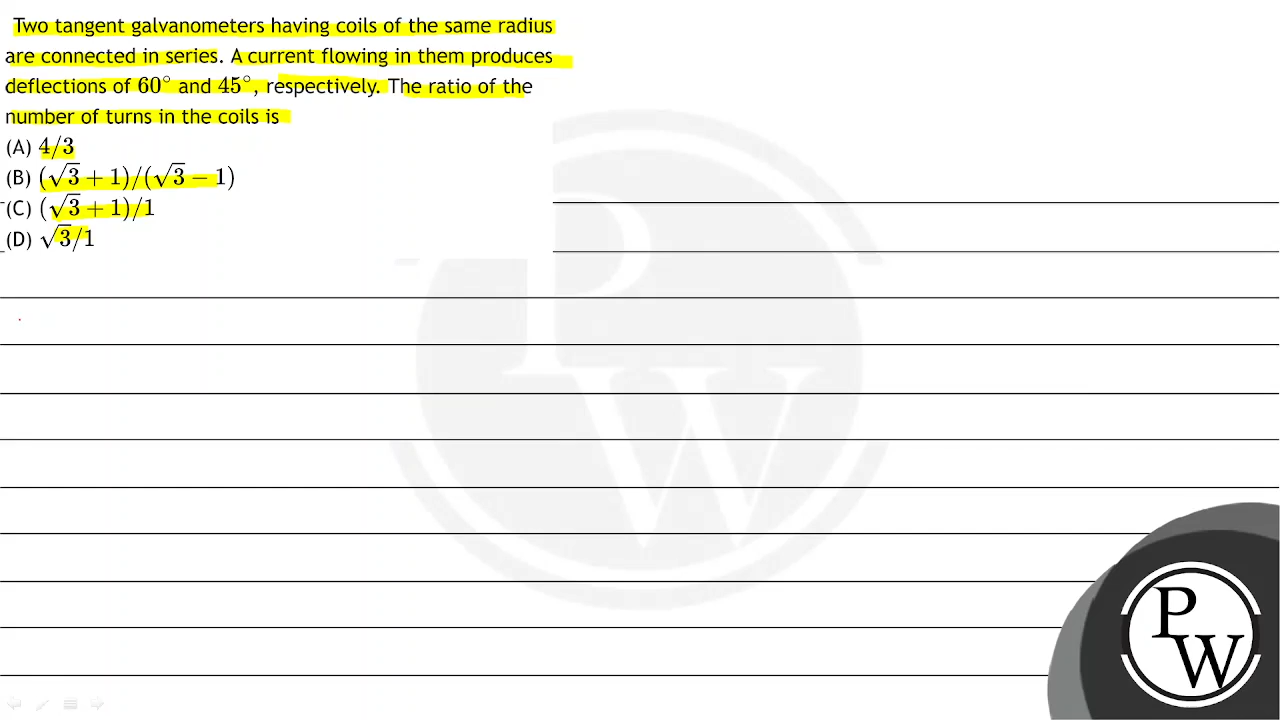 Two tangent galvanometers having coils of the same radius
are connected in series. A current flowing in them produces
deflections of 60° and 45°, respectively. The ratio of the
number of turns in the coils is
(A) 4/3
(B) (√3 + 1)/(√3 − 1)
(C) (√3 + 1)/1
(D) √3/1
P
W
P
W